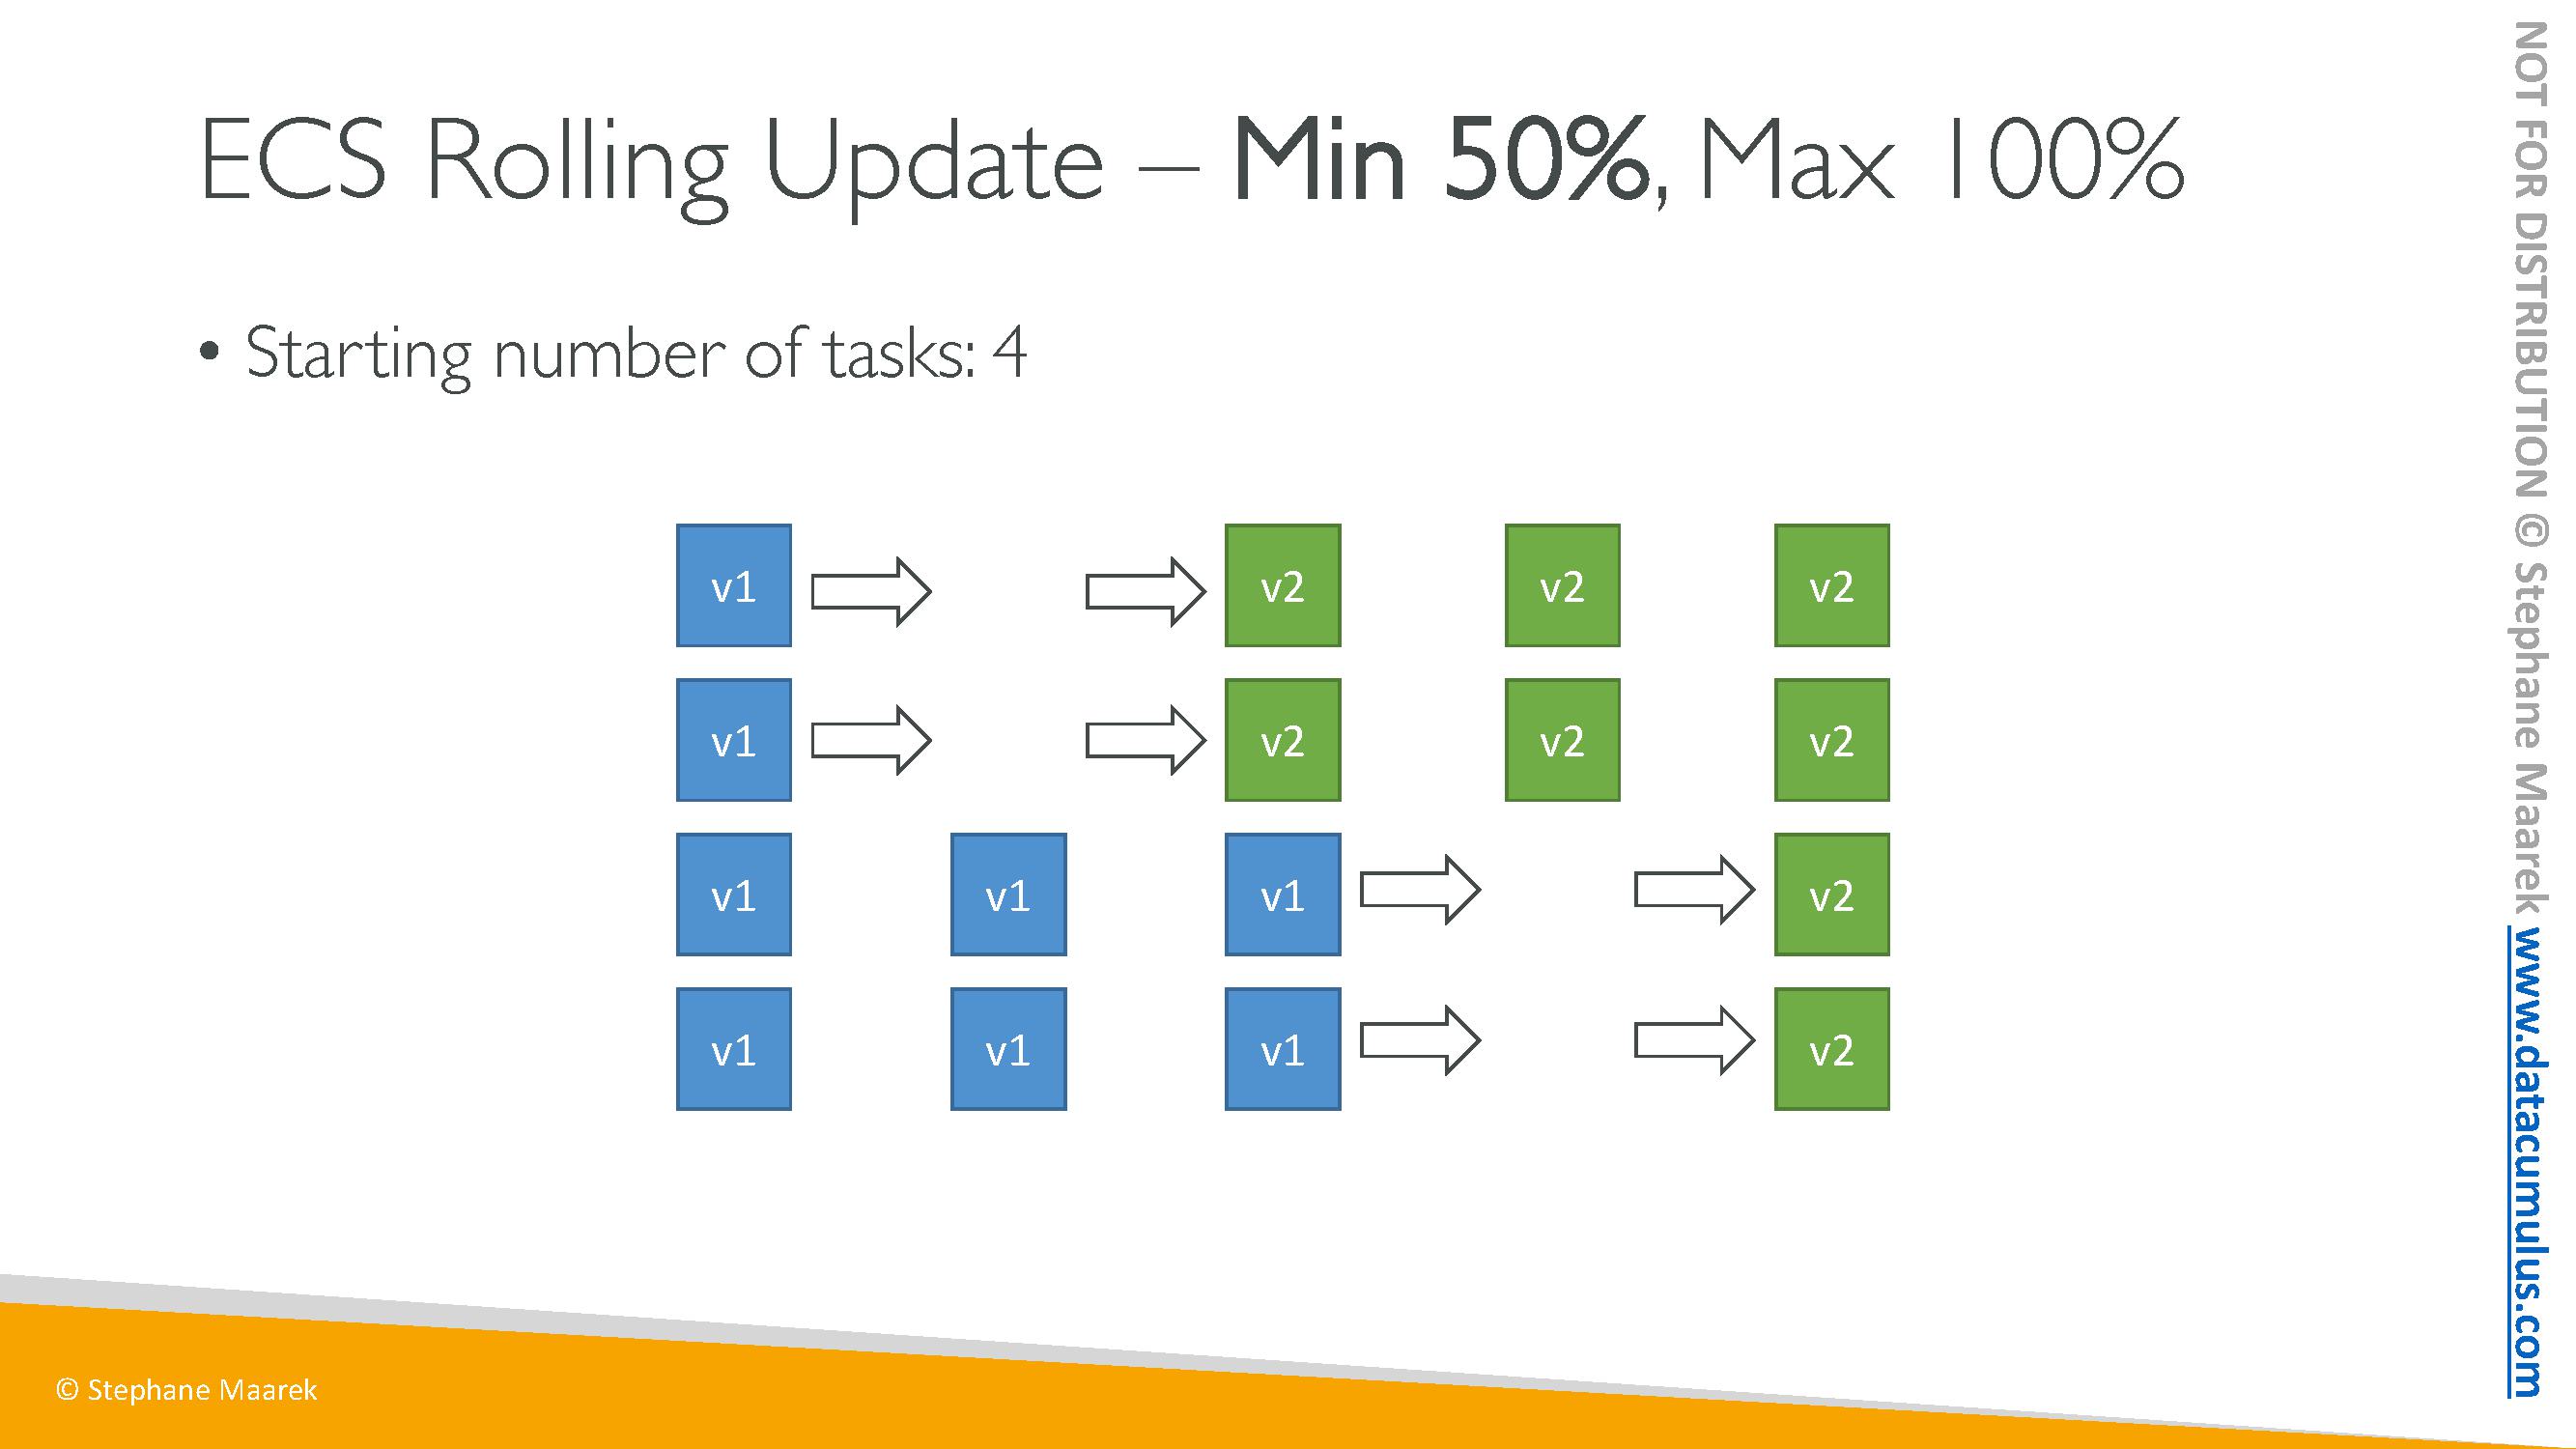 ECS Rolling Update – Min 50%, Max 100%
• Starting number of tasks: 4
v1 v2 v2 v2
v1 v2 v2 v2
v1 v1 v1 v2
v1 v1 v1 v2
© Stephane Maarek
NOT FOR DISTRIBUTION © Stephane Maarek www.datacumulus.com